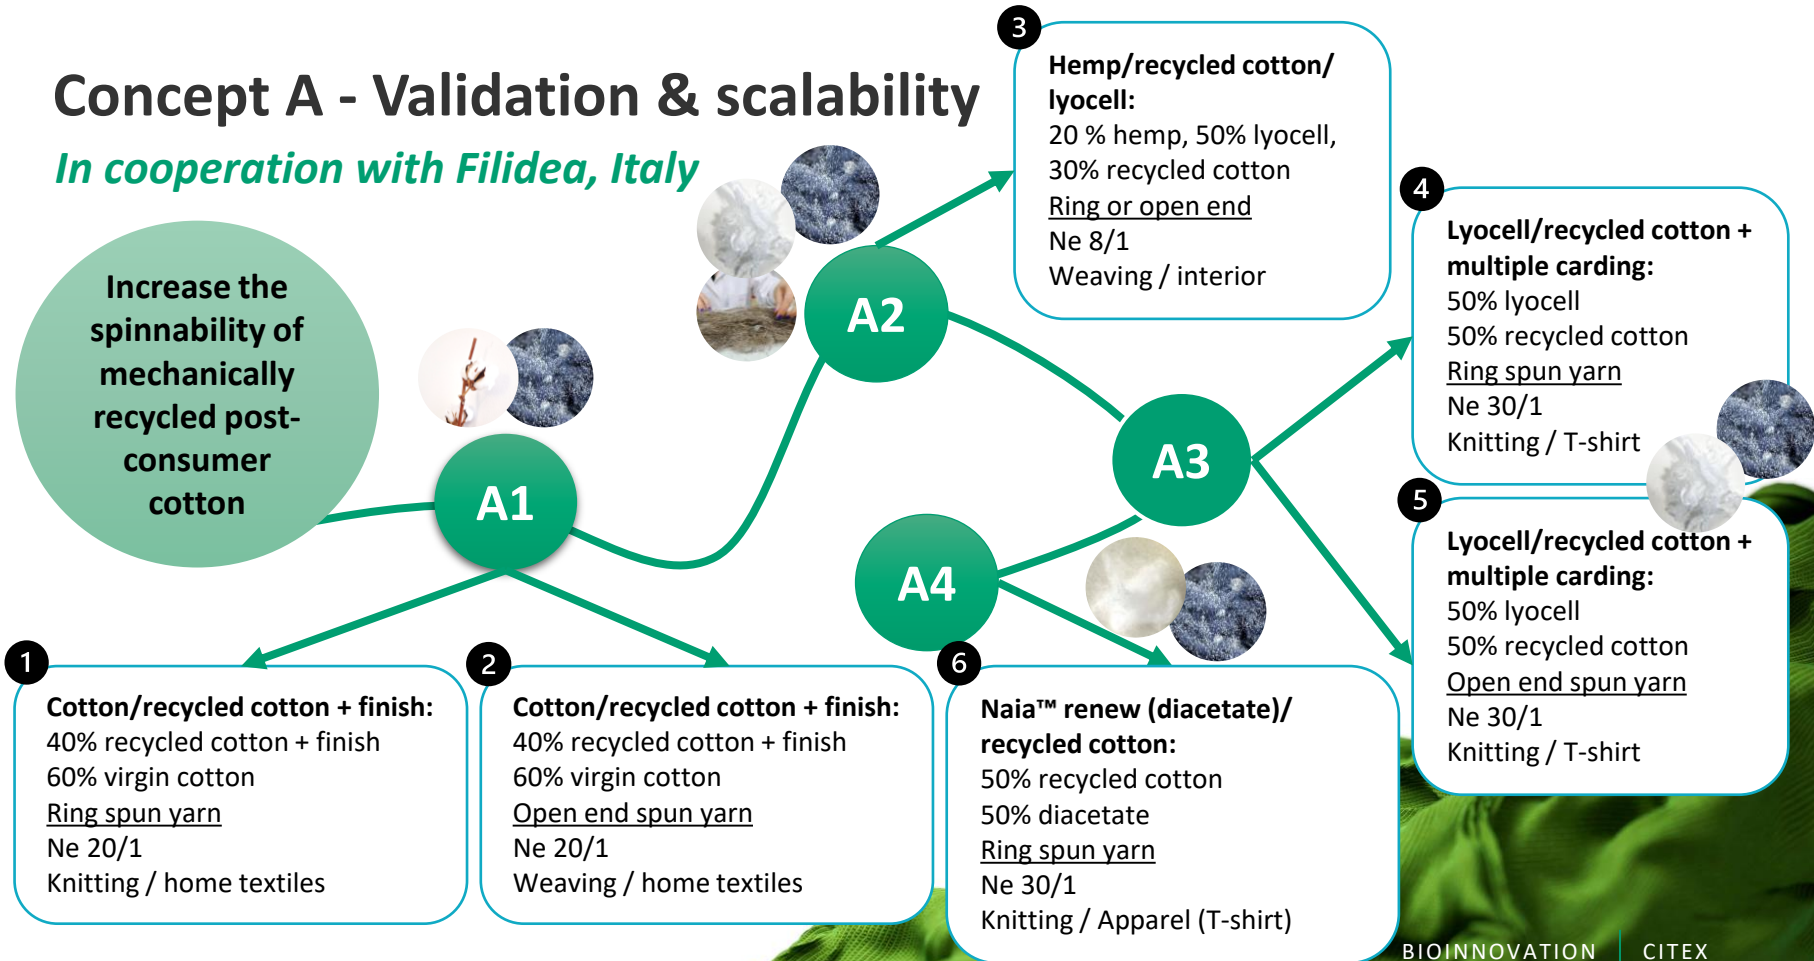 Concept A - Validation & scalability
In cooperation with Filidea, Italy
Increase the
spinnability of
mechanically
recycled post-
consumer
cotton
A1
A2
A3
A4
1
Cotton/recycled cotton + finish:
40% recycled cotton + finish
60% virgin cotton
Ring spun yarn
Ne 20/1
Knitting / home textiles
2
Cotton/recycled cotton + finish:
40% recycled cotton + finish
60% virgin cotton
Open end spun yarn
Ne 20/1
Weaving / home textiles
3
Hemp/recycled cotton/
lyocell:
20 % hemp, 50% lyocell,
30% recycled cotton
Ring or open end
Ne 8/1
Weaving / interior
4
Lyocell/recycled cotton +
multiple carding:
50% lyocell
50% recycled cotton
Ring spun yarn
Ne 30/1
Knitting / T-shirt
5
Lyocell/recycled cotton +
multiple carding:
50% lyocell
50% recycled cotton
Open end spun yarn
Ne 30/1
Knitting / T-shirt
6
Naia™ renew (diacetate)/
recycled cotton:
50% recycled cotton
50% diacetate
Ring spun yarn
Ne 30/1
Knitting / Apparel (T-shirt)
BIOINNOVATION | CITEX